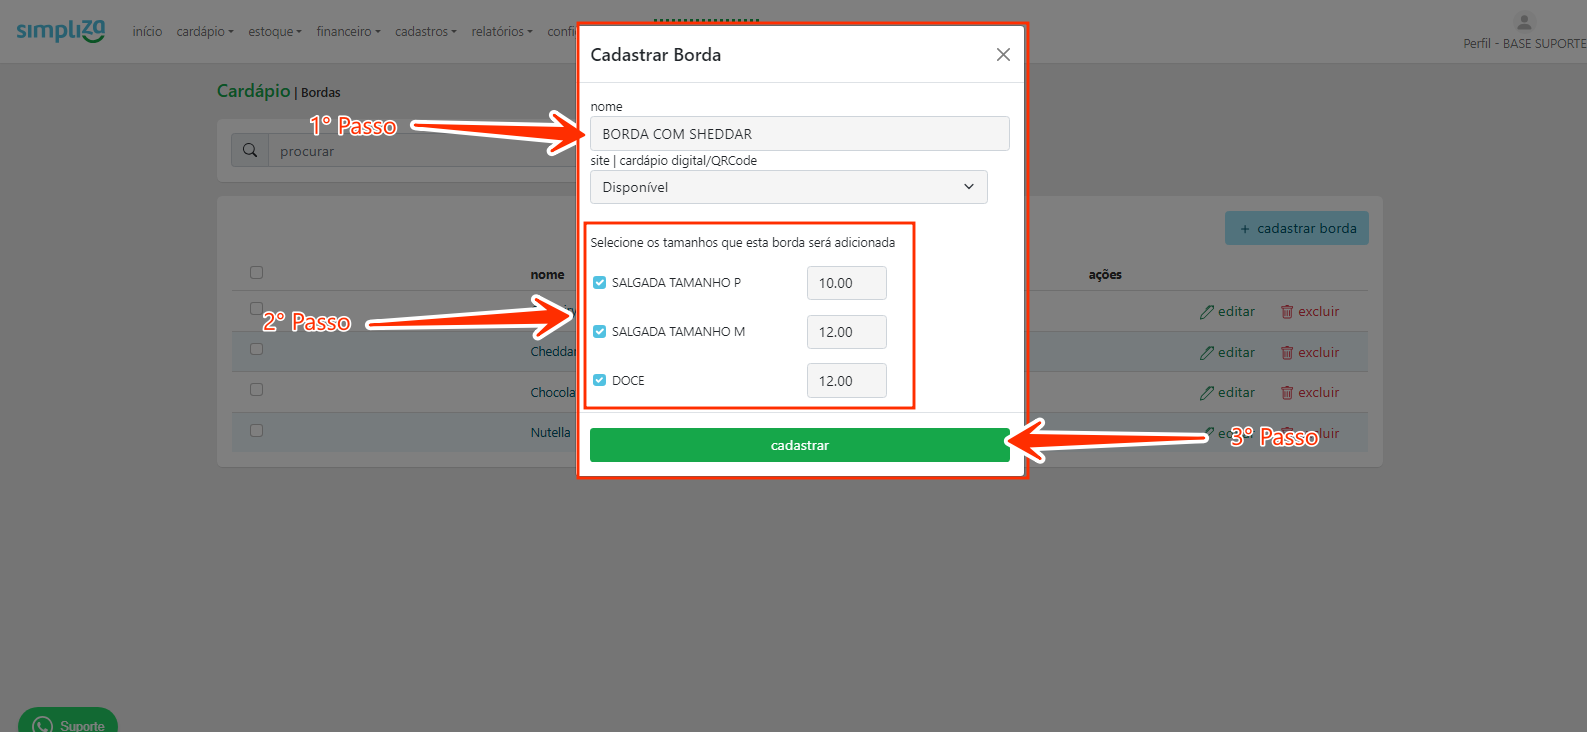 simpliza
início cardápio estoque financeiro cadastros relatórios
Perfil - BASE SUPORTE
Cardápio | Bordas
procurar
+ cadastrar borda
nome ações
editar excluir
Cheddar editar excluir
editar excluir
Nutella
Cadastrar Borda
nome
BORDA COM SHEDDAR
site | cardápio digital/QRCode
Disponível
Selecione os tamanhos que esta borda será adicionada
SALGADA TAMANHO P 10.00
SALGADA TAMANHO M 12.00
DOCE 12.00
cadastrar
1° Passo
2° Passo
3° Passo
Suporte